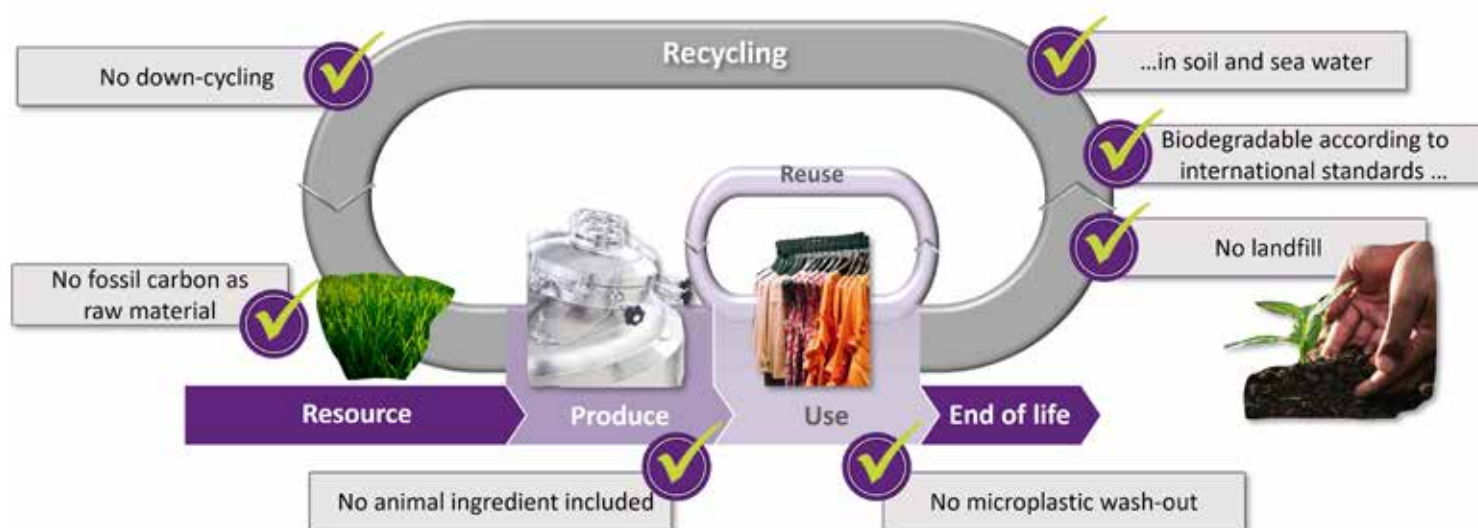 Recycling
No down-cycling
...in soil and sea water
Biodegradable according to
international standards ...
Reuse
No landfill
No fossil carbon as
raw material
Resource
Produce
Use
End of life
No animal ingredient included
No microplastic wash-out